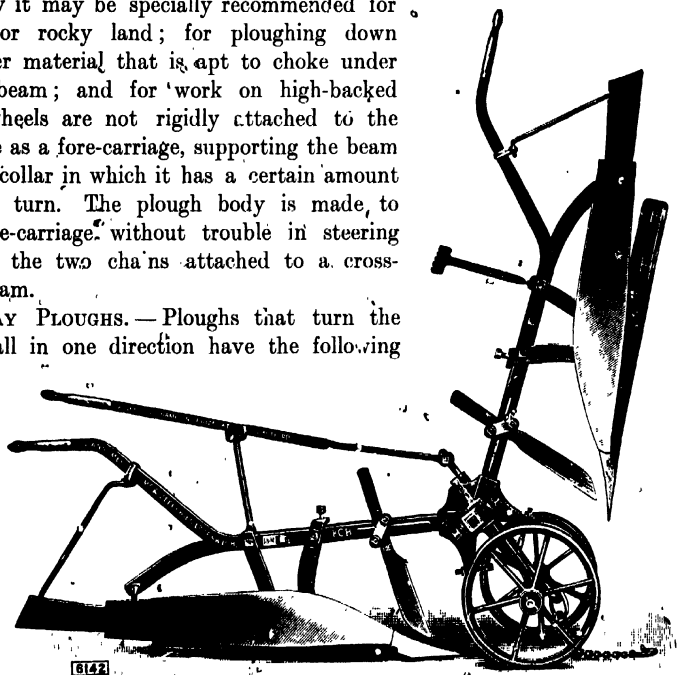 it may be specially recommended for
or rocky land; for ploughing down
material that is apt to choke under
beam; and for work on high-backed
wheels are not rigidly attached to the
as a fore-carriage, supporting the beam
collar in which it has a certain amount
turn. The plough body is made to
e-carriage without trouble in steering
the two chains attached to a cross-
am.
AY PLOUGHS. — Ploughs that turn the
all in one direction have the following
6142